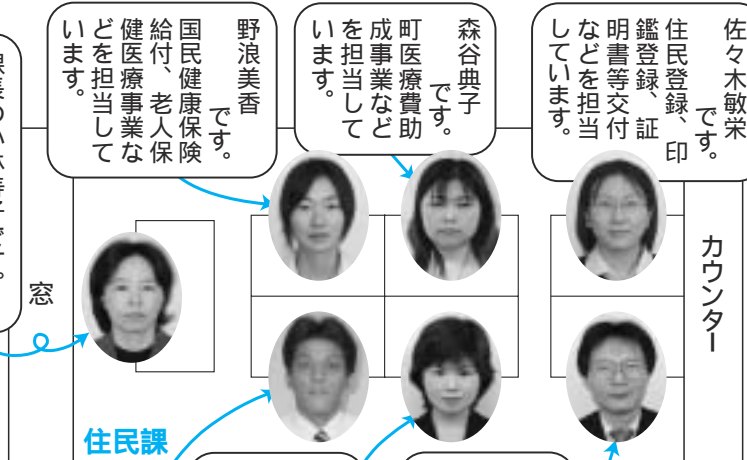 佐々木敏栄
です。
住民登録、印
鑑登録、証
明書等交付
などを担当
しています。
森谷典子
です。
町医療費助
成事業など
を担当して
います。
野浪美香
です。
国民健康保険
給付、老人保
健医療事業な
どを担当して
います。
カウンター
窓
住民課